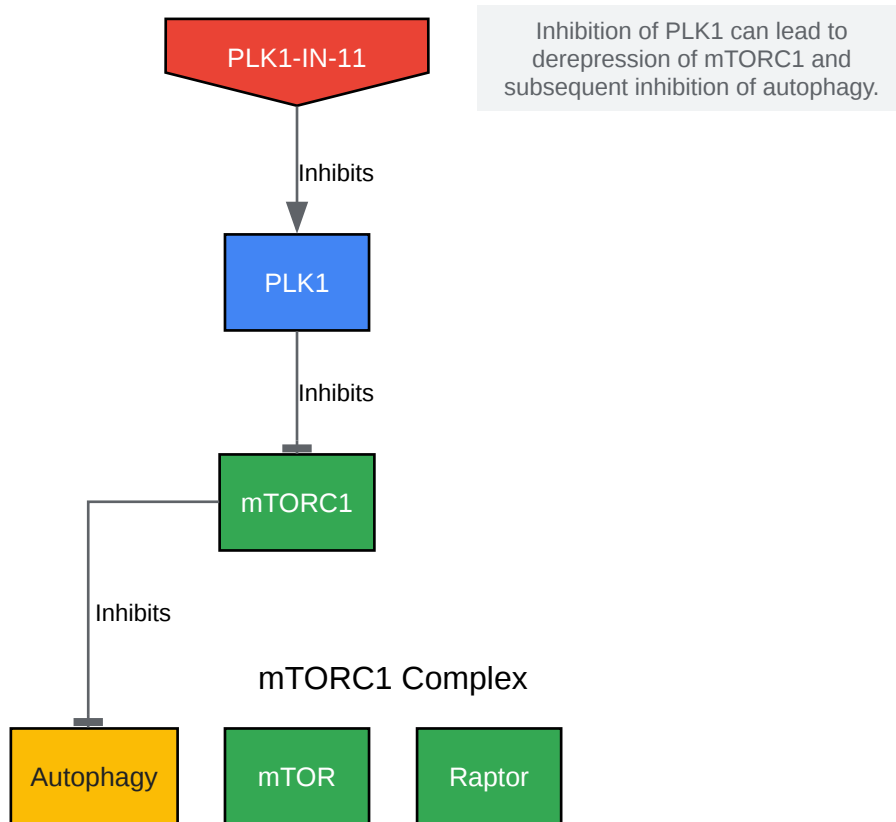 PLK1-IN-11
Inhibition of PLK1 can lead to
derepression of mTORC1 and
subsequent inhibition of autophagy.
Inhibits
PLK1
Inhibits
mTORC1
Inhibits
mTORC1 Complex
Autophagy
mTOR
Raptor